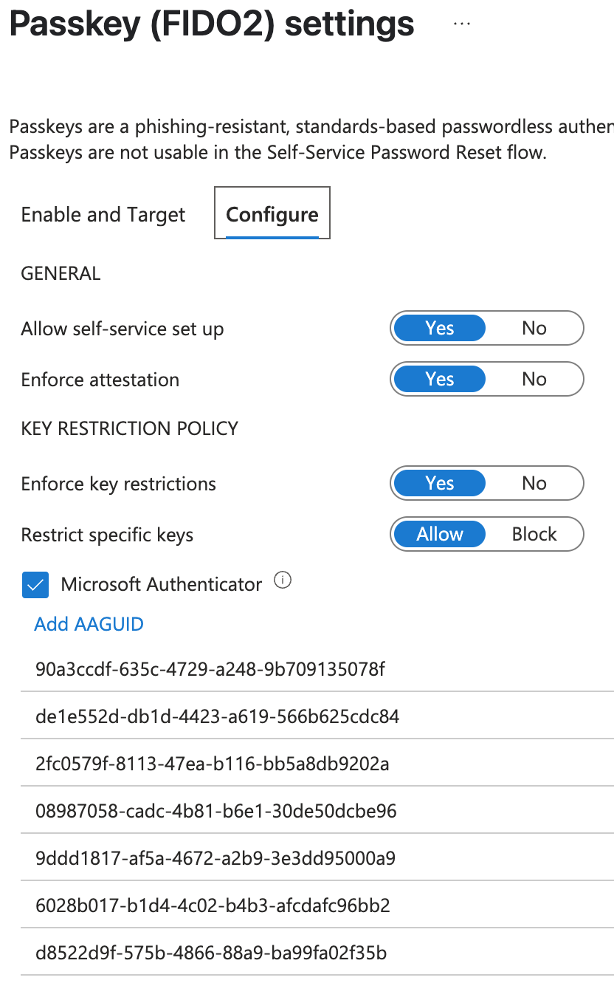 Passkey (FIDO2) settings ...
Passkeys are a phishing-resistant, standards-based passwordless authen
Passkeys are not usable in the Self-Service Password Reset flow.
Enable and Target Configure
GENERAL
Allow self-service set up Yes No
Enforce attestation Yes No
KEY RESTRICTION POLICY
Enforce key restrictions Yes No
Restrict specific keys Allow Block
Microsoft Authenticator
Add AAGUID
90a3ccdf-635c-4729-a248-9b709135078f
de1e552d-db1d-4423-a619-566b625cdc84
2fc0579f-8113-47ea-b116-bb5a8db9202a
08987058-cadc-4b81-b6e1-30de50dcbe96
9ddd1817-af5a-4672-a2b9-3e3dd95000a9
6028b017-b1d4-4c02-b4b3-afcdafc96bb2
d8522d9f-575b-4866-88a9-ba99fa02f35b